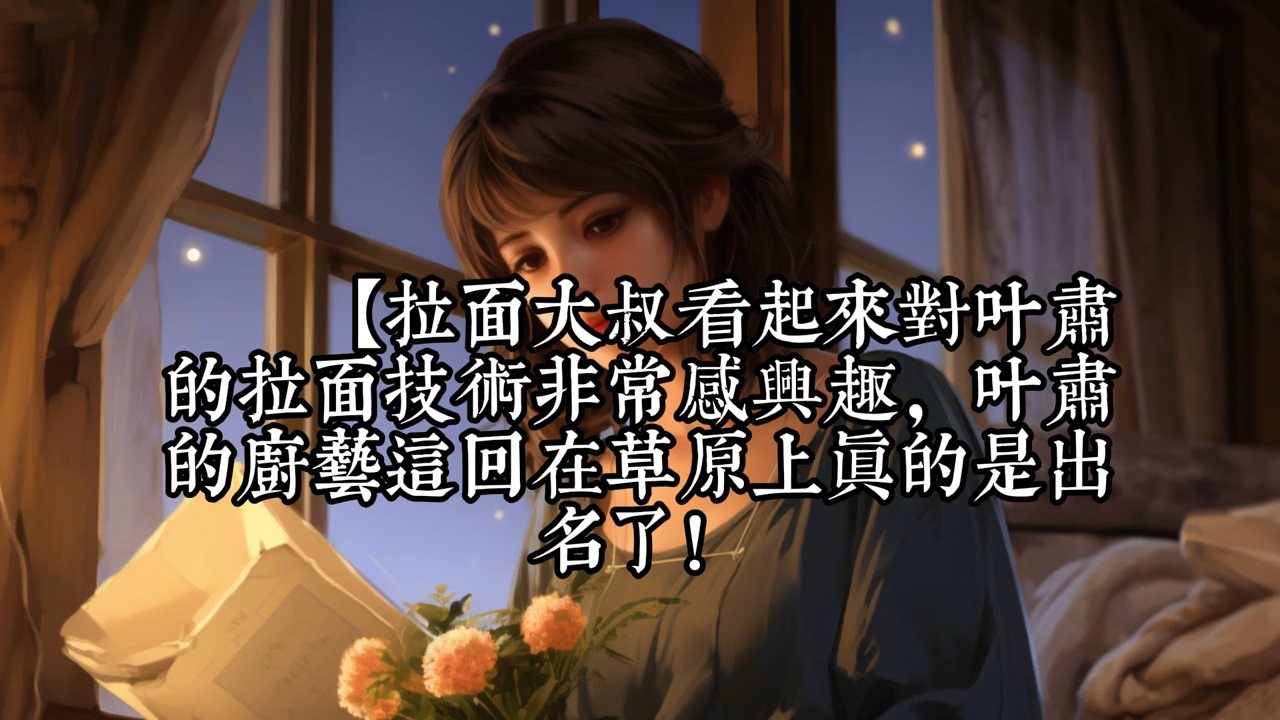 【拉面大叔看起來對叶肅
的拉面技術非常感興趣，叶肅
的廚藝這回在草原上眞的是出
名了！